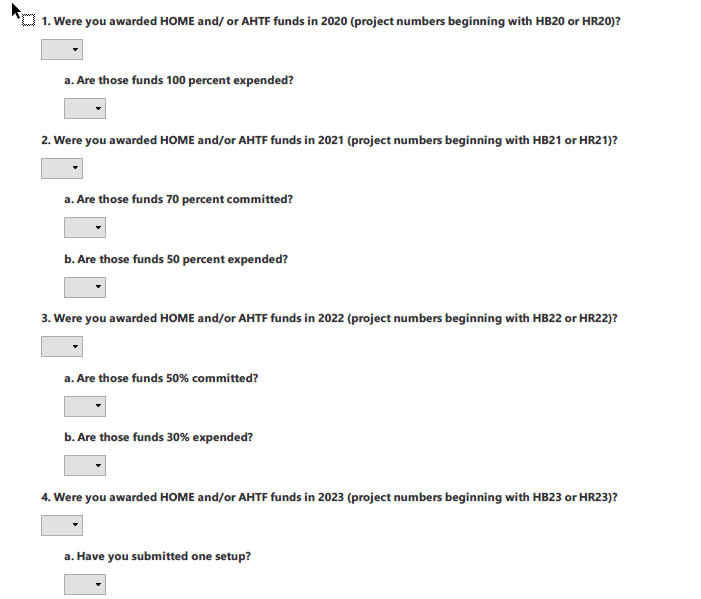 1. Were you awarded HOME and/ or AHTF funds in 2020 (project numbers beginning with HB20 or HR20)?
a. Are those funds 100 percent expended?
2. Were you awarded HOME and/or AHTF funds in 2021 (project numbers beginning with HB21 or HR21)?
a. Are those funds 70 percent committed?
b. Are those funds 50 percent expended?
3. Were you awarded HOME and/or AHTF funds in 2022 (project numbers beginning with HB22 or HR22)?
a. Are those funds 50% committed?
b. Are those funds 30% expended?
4. Were you awarded HOME and/or AHTF funds in 2023 (project numbers beginning with HB23 or HR23)?
a. Have you submitted one setup?